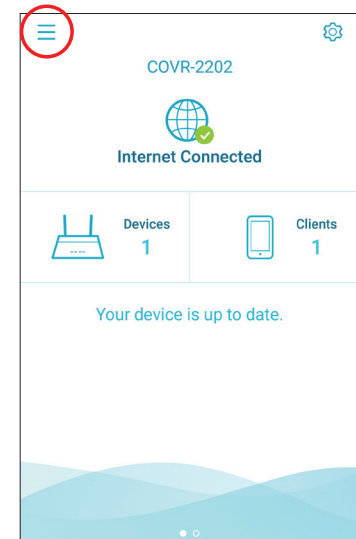 COVR-2202
Internet Connected
Devices
1
Clients
1
Your device is up to date.